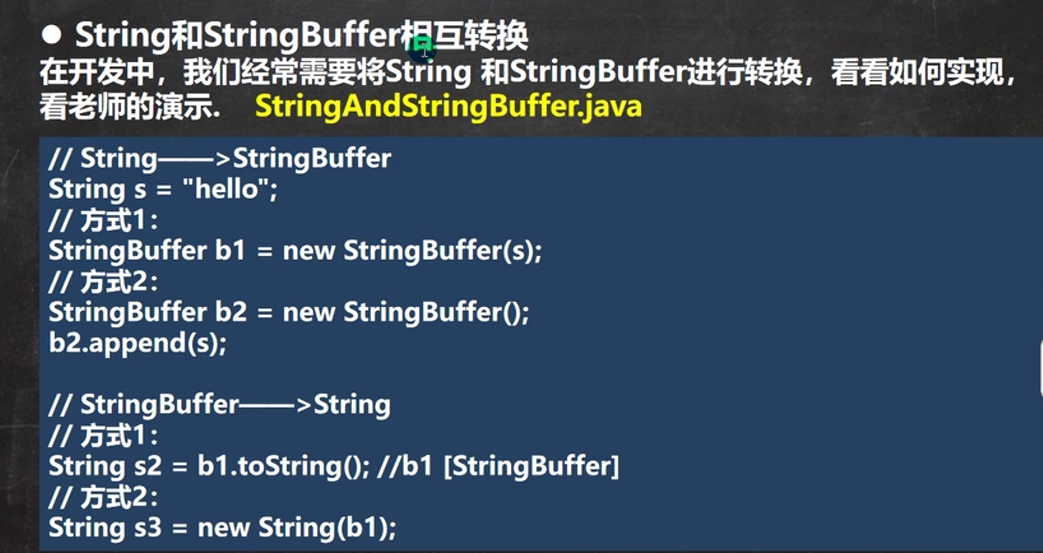 ● String和StringBuffer相互转换
在开发中，我们经常需要将String 和StringBuffer进行转换，看看如何实现，
看老师的演示. StringAndStringBuffer.java
// String——>StringBuffer
String s = "hello";
// 方式1：
StringBuffer b1 = new StringBuffer(s);
// 方式2：
StringBuffer b2 = new StringBuffer();
b2.append(s);
// StringBuffer——>String
// 方式1：
String s2 = b1.toString(); //b1 [StringBuffer]
// 方式2：
String s3 = new String(b1);